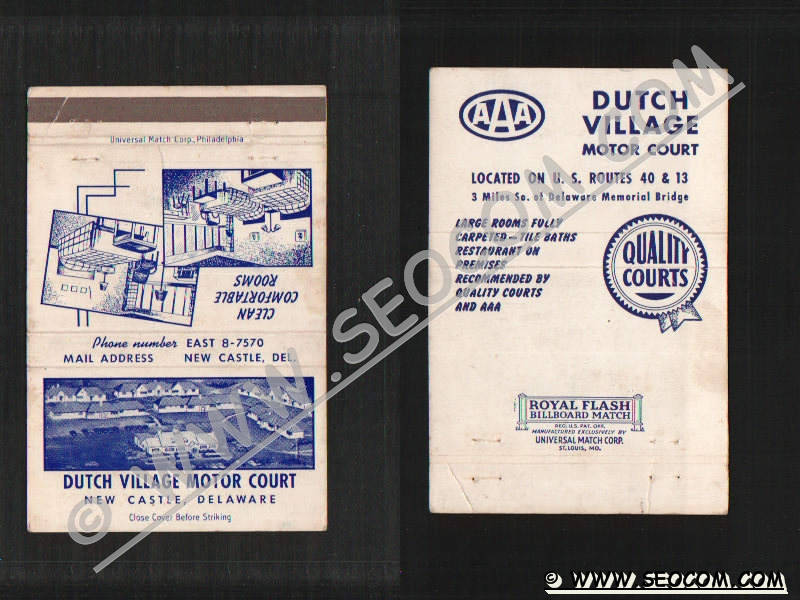 Universal Match Corp., Philadelphia
CLEAN
COMFORTABLE
ROOMS
Phone number EAST 8-7570
MAIL ADDRESS NEW CASTLE, DEL.
DUTCH VILLAGE MOTOR COURT
NEW CASTLE, DELAWARE
Close Cover Before Striking
AAA
DUTCH
VILLAGE
MOTOR COURT
LOCATED ON U. S. ROUTES 40 & 13
3 Miles So. of Delaware Memorial Bridge
LARGE ROOMS FULLY
CARPETED — TILE BATHS
RESTAURANT ON
PREMISES
RECOMMENDED BY
QUALITY COURTS
AND AAA
QUALITY
COURTS
ROYAL FLASH
BILLBOARD MATCH
REG. U.S. PAT. OFF.
MANUFACTURED EXCLUSIVELY BY
UNIVERSAL MATCH CORP.
ST. LOUIS, MO.
© WWW.SEOCOM.COM
© WWW.SEOCOM.COM